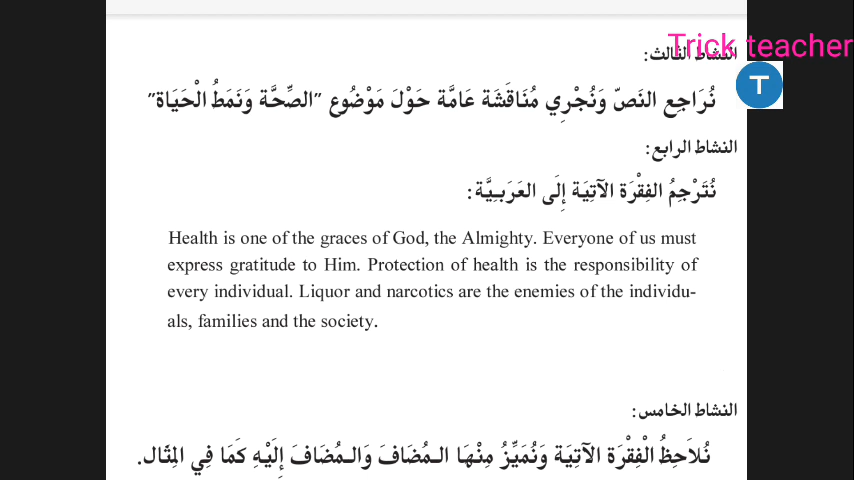 Trick teacher
النشاط الثالث:
T
نُرَاجِع النَصّ وَنُجْرِي مُنَاقَشَة عَامَّة حَوْلَ مَوْضُوع "الصِّحَّة وَنَمَطُ الْحَيَاة"
النشاط الرابع:
نُتَرْجِمُ الفِقْرَة الآتِيَة إِلَى العَرَبِيَّة:
Health is one of the graces of God, the Almighty. Everyone of us must
express gratitude to Him. Protection of health is the responsibility of
every individual. Liquor and narcotics are the enemies of the individu-
als, families and the society.
النشاط الخامس:
نُلاَحِظُ الْفِقْرَة الآتِيَة وَنُمَيِّزُ مِنْهَا الـمُضَافَ وَالـمُضَافَ إِلَيْهِ كَمَا فِي المِثَال.